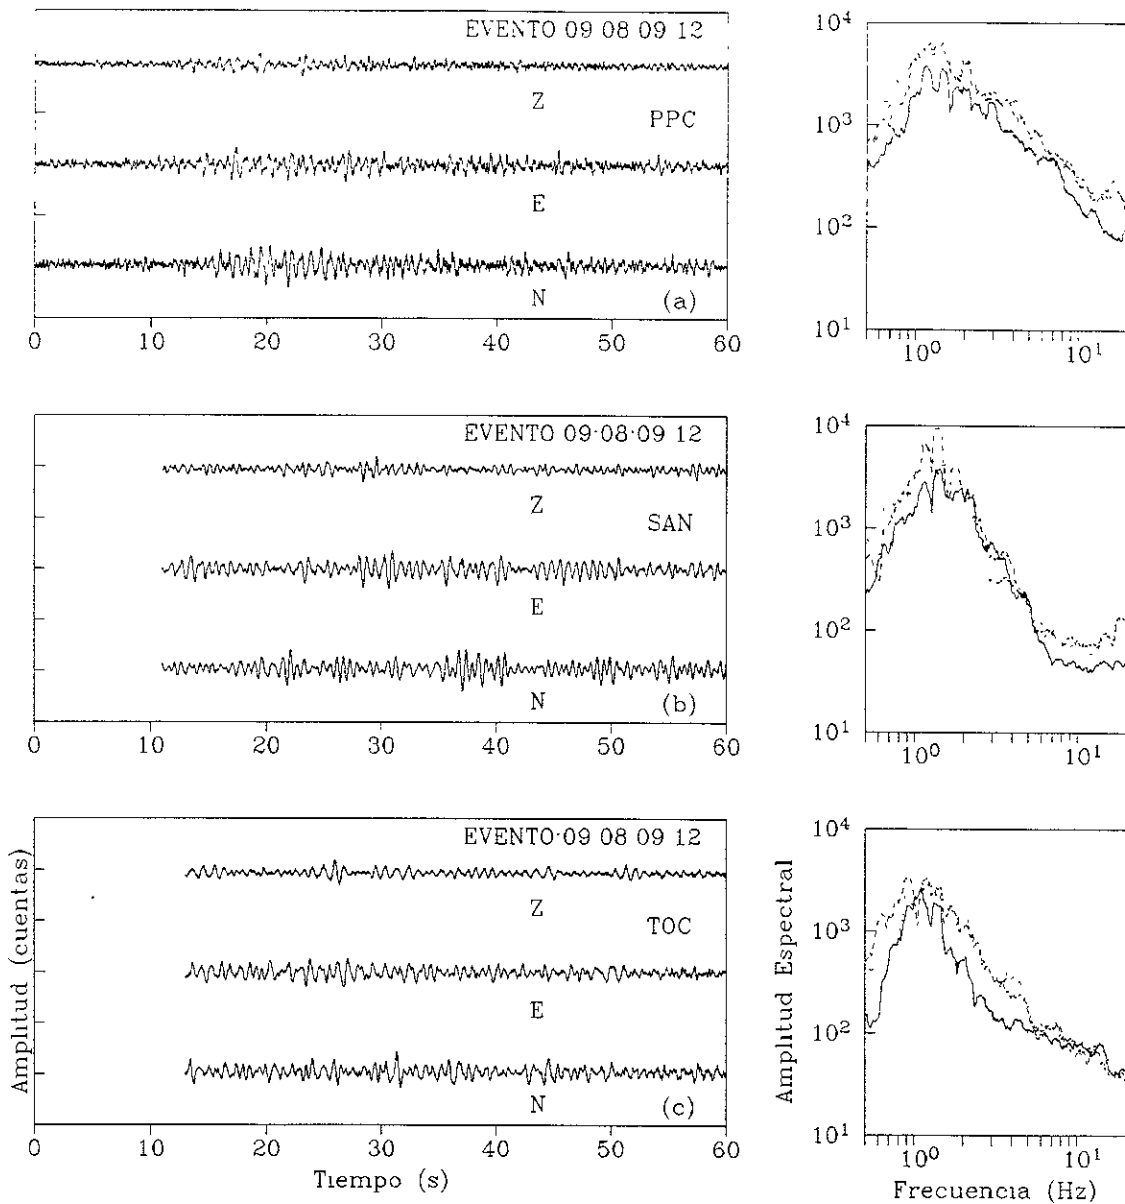 EVENTO 09 08 09 12
Z
PPC
E
N
(a)
0 10 20 30 40 50 60
10⁴
10³
10²
10¹
10⁰ 10¹
EVENTO 09·08·09 12
Z
SAN
E
N
(b)
0 10 20 30 40 50 60
10⁴
10³
10²
10¹
10⁰ 10¹
EVENTO·09 08 09 12
Z
TOC
E
N
(c)
Amplitud (cuentas)
0 10 20 30 40 50 60
Tiempo (s)
Amplitud Espectral
10⁴
10³
10²
10¹
10⁰ 10¹
Frecuencia (Hz)